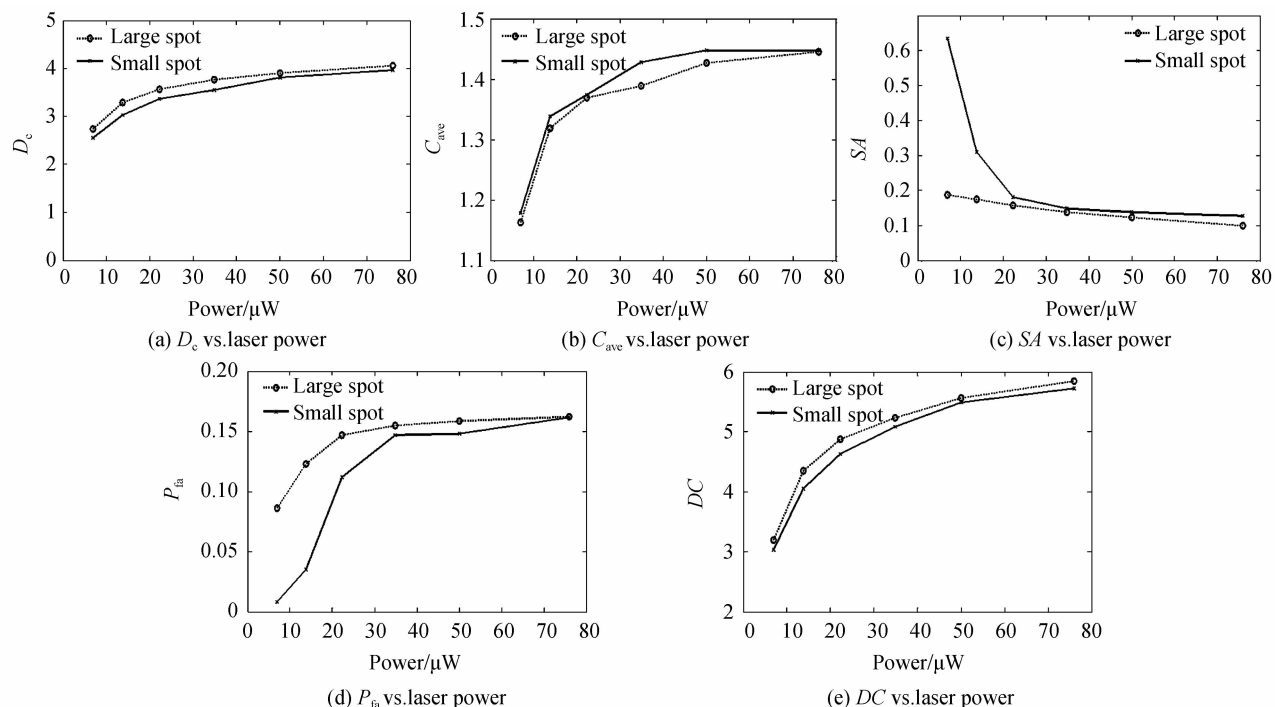 5
4
3
2
1
0
Large spot
Small spot
D_c
0 10 20 30 40 50 60 70 80
Power/μW
(a) D_c vs.laser power
1.5
1.4
1.3
1.2
1.1
Large spot
Small spot
C_ave
0 10 20 30 40 50 60 70 80
Power/μW
(b) C_ave vs.laser power
0.6
0.5
0.4
0.3
0.2
0.1
0
Large spot
Small spot
SA
0 10 20 30 40 50 60 70 80
Power/μW
(c) SA vs.laser power
0.20
0.15
0.10
0.05
0
Large spot
Small spot
P_fa
0 10 20 30 40 50 60 70 80
Power/μW
(d) P_fa vs.laser power
6
5
4
3
2
Large spot
Small spot
DC
0 10 20 30 40 50 60 70 80
Power/μW
(e) DC vs.laser power